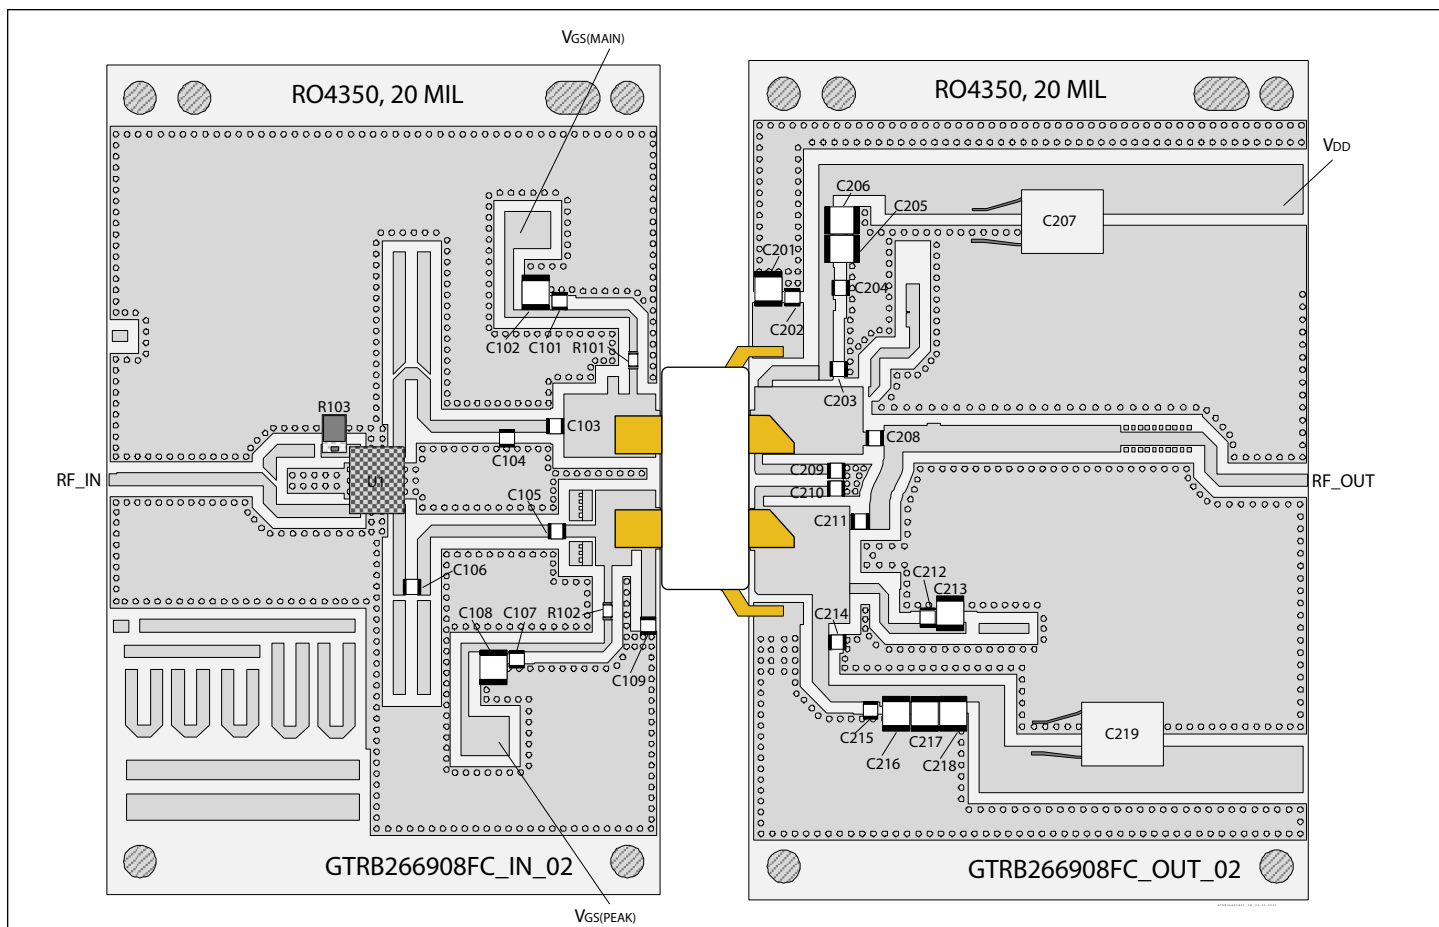 VGS(MAIN)
RO4350, 20 MIL
RO4350, 20 MIL
VDD
C206
C205
C207
C201
C204
C202
C102
C101
R101
C203
R103
C103
C208
C104
RF_IN
U1
C209
RF_OUT
C210
C105
C211
C106
C212
C213
C108
C107
R102
C214
C109
C215
C216
C217
C218
C219
GTRB266908FC_IN_02
GTRB266908FC_OUT_02
VGS(PEAK)